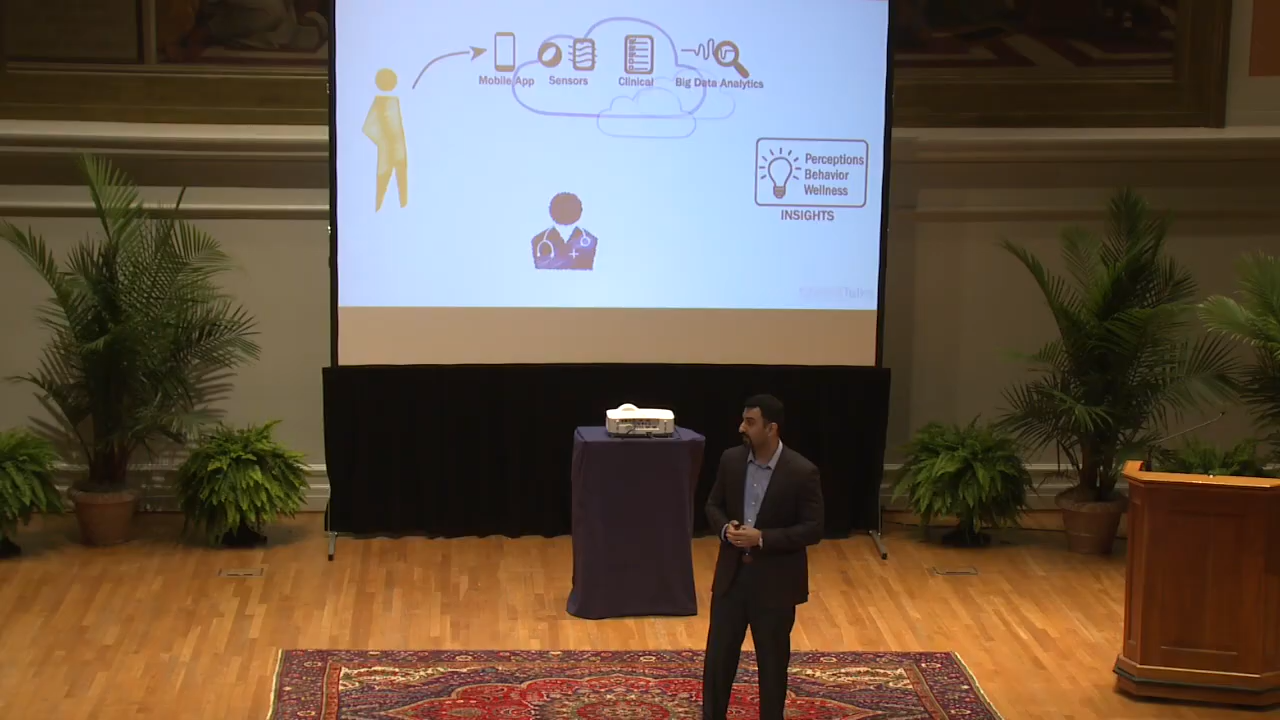 Mobile App
Sensors
Clinical
Big Data Analytics
Perceptions
Behavior
Wellness
INSIGHTS